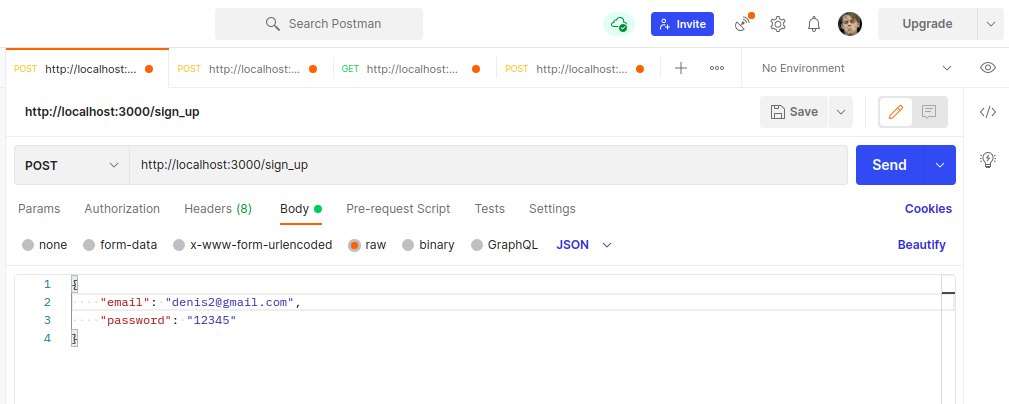 Search Postman
Invite
Upgrade
POST http://localhost:...
POST http://localhost:...
GET http://localhost:...
POST http://localhost:...
No Environment
http://localhost:3000/sign_up
Save
POST
http://localhost:3000/sign_up
Send
Params Authorization Headers (8) Body Pre-request Script Tests Settings Cookies
none form-data x-www-form-urlencoded raw binary GraphQL JSON Beautify
1 {
2 "email": "denis2@gmail.com",
3 "password": "12345"
4 }